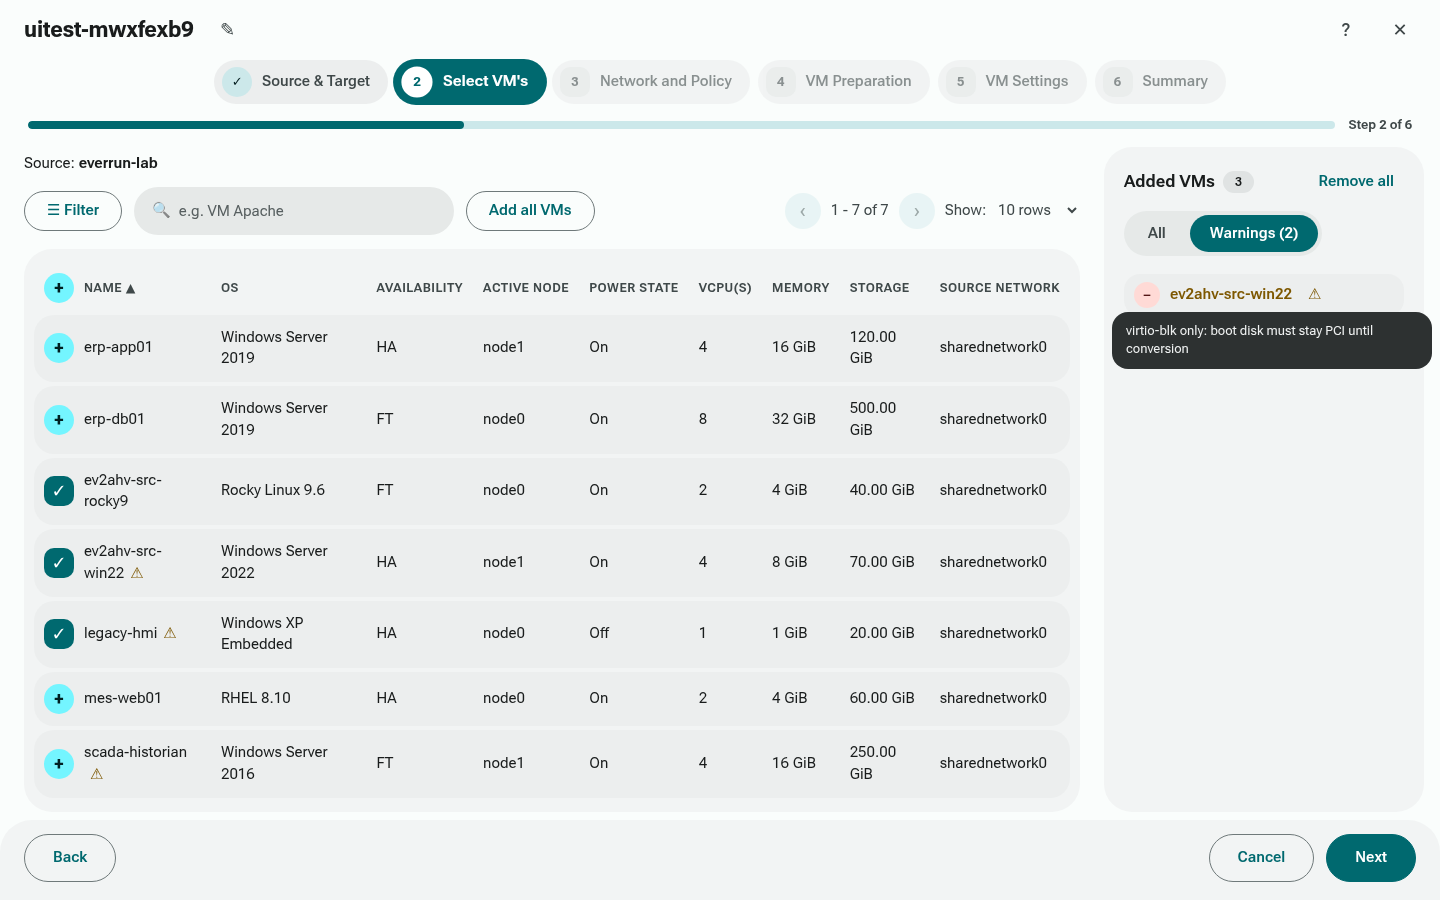 uitest-mwxfexb9 ✎ ? ✕
✓ Source & Target 2 Select VM's 3 Network and Policy 4 VM Preparation 5 VM Settings 6 Summary
Step 2 of 6
Source: everrun-lab
☰ Filter 🔍 e.g. VM Apache Add all VMs ‹ 1 - 7 of 7 › Show: 10 rows
+ NAME ▲ OS AVAILABILITY ACTIVE NODE POWER STATE VCPU(S) MEMORY STORAGE SOURCE NETWORK
+ erp-app01 Windows Server 2019 HA node1 On 4 16 GiB 120.00 GiB sharednetwork0
+ erp-db01 Windows Server 2019 FT node0 On 8 32 GiB 500.00 GiB sharednetwork0
✓ ev2ahv-src-rocky9 Rocky Linux 9.6 FT node0 On 2 4 GiB 40.00 GiB sharednetwork0
✓ ev2ahv-src-win22 ⚠ Windows Server 2022 HA node1 On 4 8 GiB 70.00 GiB sharednetwork0
✓ legacy-hmi ⚠ Windows XP Embedded HA node0 Off 1 1 GiB 20.00 GiB sharednetwork0
+ mes-web01 RHEL 8.10 HA node0 On 2 4 GiB 60.00 GiB sharednetwork0
+ scada-historian ⚠ Windows Server 2016 FT node1 On 4 16 GiB 250.00 GiB sharednetwork0
Added VMs 3 Remove all
All Warnings (2)
− ev2ahv-src-win22 ⚠
virtio-blk only: boot disk must stay PCI until
conversion
Back Cancel Next